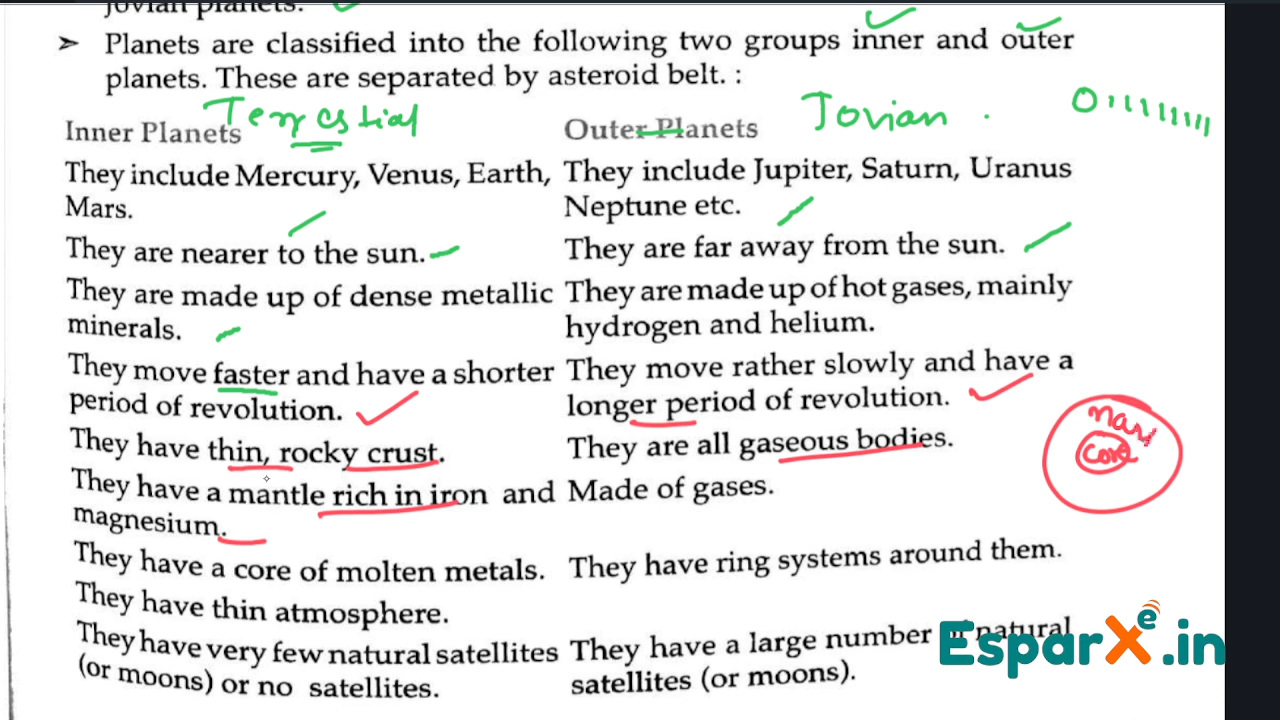 Jovian planets.
➤ Planets are classified into the following two groups inner and outer
planets. These are separated by asteroid belt. :
Terrestial
Jovian.
Inner Planets
Outer Planets
They include Mercury, Venus, Earth,
Mars.
They include Jupiter, Saturn, Uranus
Neptune etc.
They are nearer to the sun.
They are far away from the sun.
They are made up of dense metallic
minerals.
They are made up of hot gases, mainly
hydrogen and helium.
They move faster and have a shorter
period of revolution.
They move rather slowly and have a
longer period of revolution.
They have thin, rocky crust.
They are all gaseous bodies.
They have a mantle rich in iron and
magnesium.
Made of gases.
They have a core of molten metals.
They have ring systems around them.
They have thin atmosphere.
They have very few natural satellites
(or moons) or no satellites.
They have a large number of natural
satellites (or moons).
Core
EsparXe.in